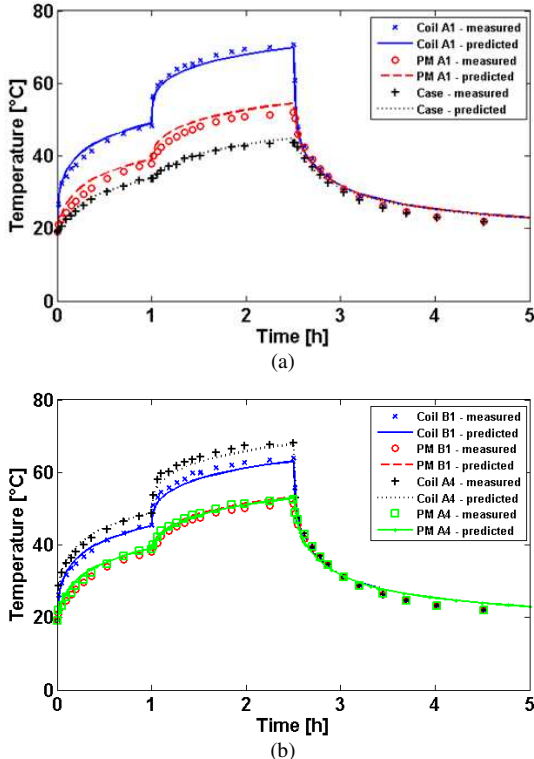 80
60
40
20
0
Temperature [°C]
Coil A1 - measured
Coil A1 - predicted
PM A1 - measured
PM A1 - predicted
Case - measured
Case - predicted
0 1 2 3 4 5
Time [h]
(a)
80
60
40
20
0
Temperature [°C]
Coil B1 - measured
Coil B1 - predicted
PM B1 - measured
PM B1 - predicted
Coil A4 - measured
Coil A4 - predicted
PM A4 - measured
PM A4 - predicted
0 1 2 3 4 5
Time [h]
(b)